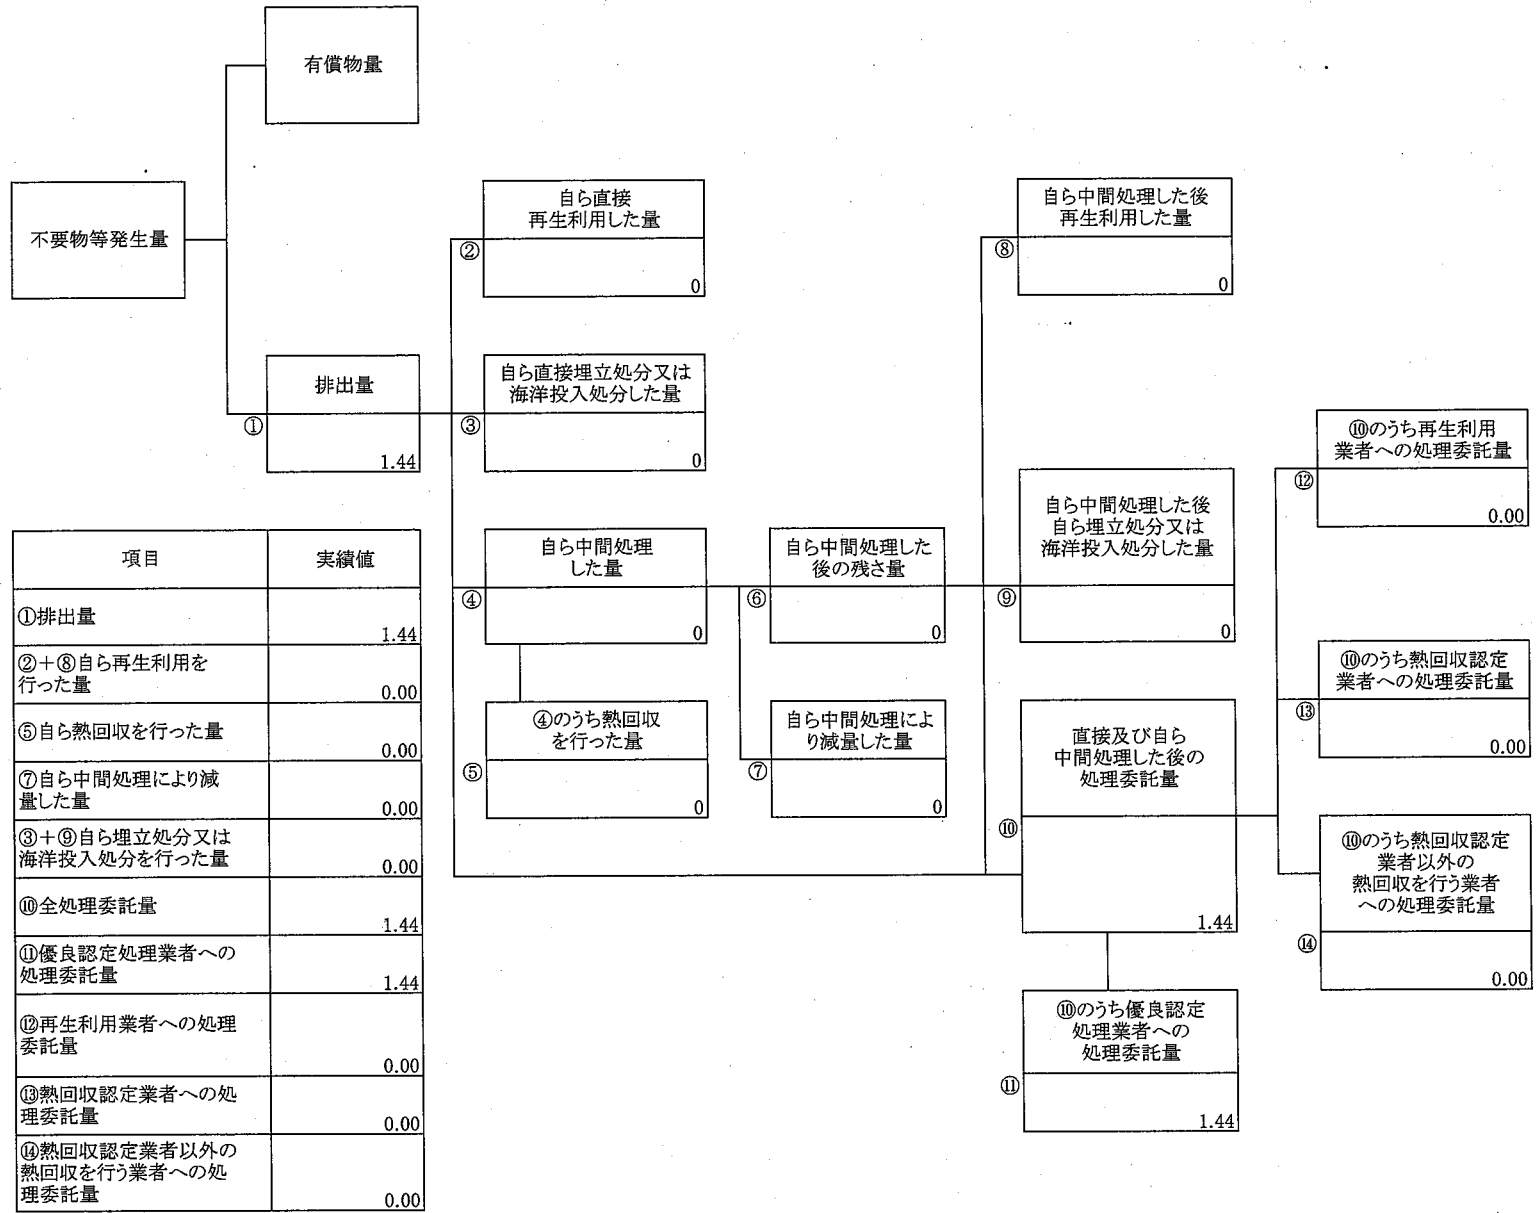 有償物量
不要物等発生量
排出量
①
1.44
自ら直接
再生利用した量
②
0
自ら直接埋立処分又は
海洋投入処分した量
③
0
自ら中間処理
した量
④
0
④のうち熱回収
を行った量
⑤
0
自ら中間処理した
後の残さ量
⑥
0
自ら中間処理によ
り減量した量
⑦
0
自ら中間処理した後
再生利用した量
⑧
0
自ら中間処理した後
自ら埋立処分又は
海洋投入処分した量
⑨
0
直接及び自ら
中間処理した後の
処理委託量
⑩
1.44
⑩のうち優良認定
処理業者への
処理委託量
⑪
1.44
⑩のうち再生利用
業者への処理委託量
⑫
0.00
⑩のうち熱回収認定
業者への処理委託量
⑬
0.00
⑩のうち熱回収認定
業者以外の
熱回収を行う業者
への処理委託量
⑭
0.00
項目 実績値
①排出量
1.44
②+⑧自ら再生利用を
行った量
0.00
⑤自ら熱回収を行った量
0.00
⑦自ら中間処理により減
量した量
0.00
③+⑨自ら埋立処分又は
海洋投入処分を行った量
0.00
⑩全処理委託量
1.44
⑪優良認定処理業者への
処理委託量
1.44
⑫再生利用業者への処理
委託量
0.00
⑬熱回収認定業者への処
理委託量
0.00
⑭熱回収認定業者以外の
熱回収を行う業者への処
理委託量
0.00